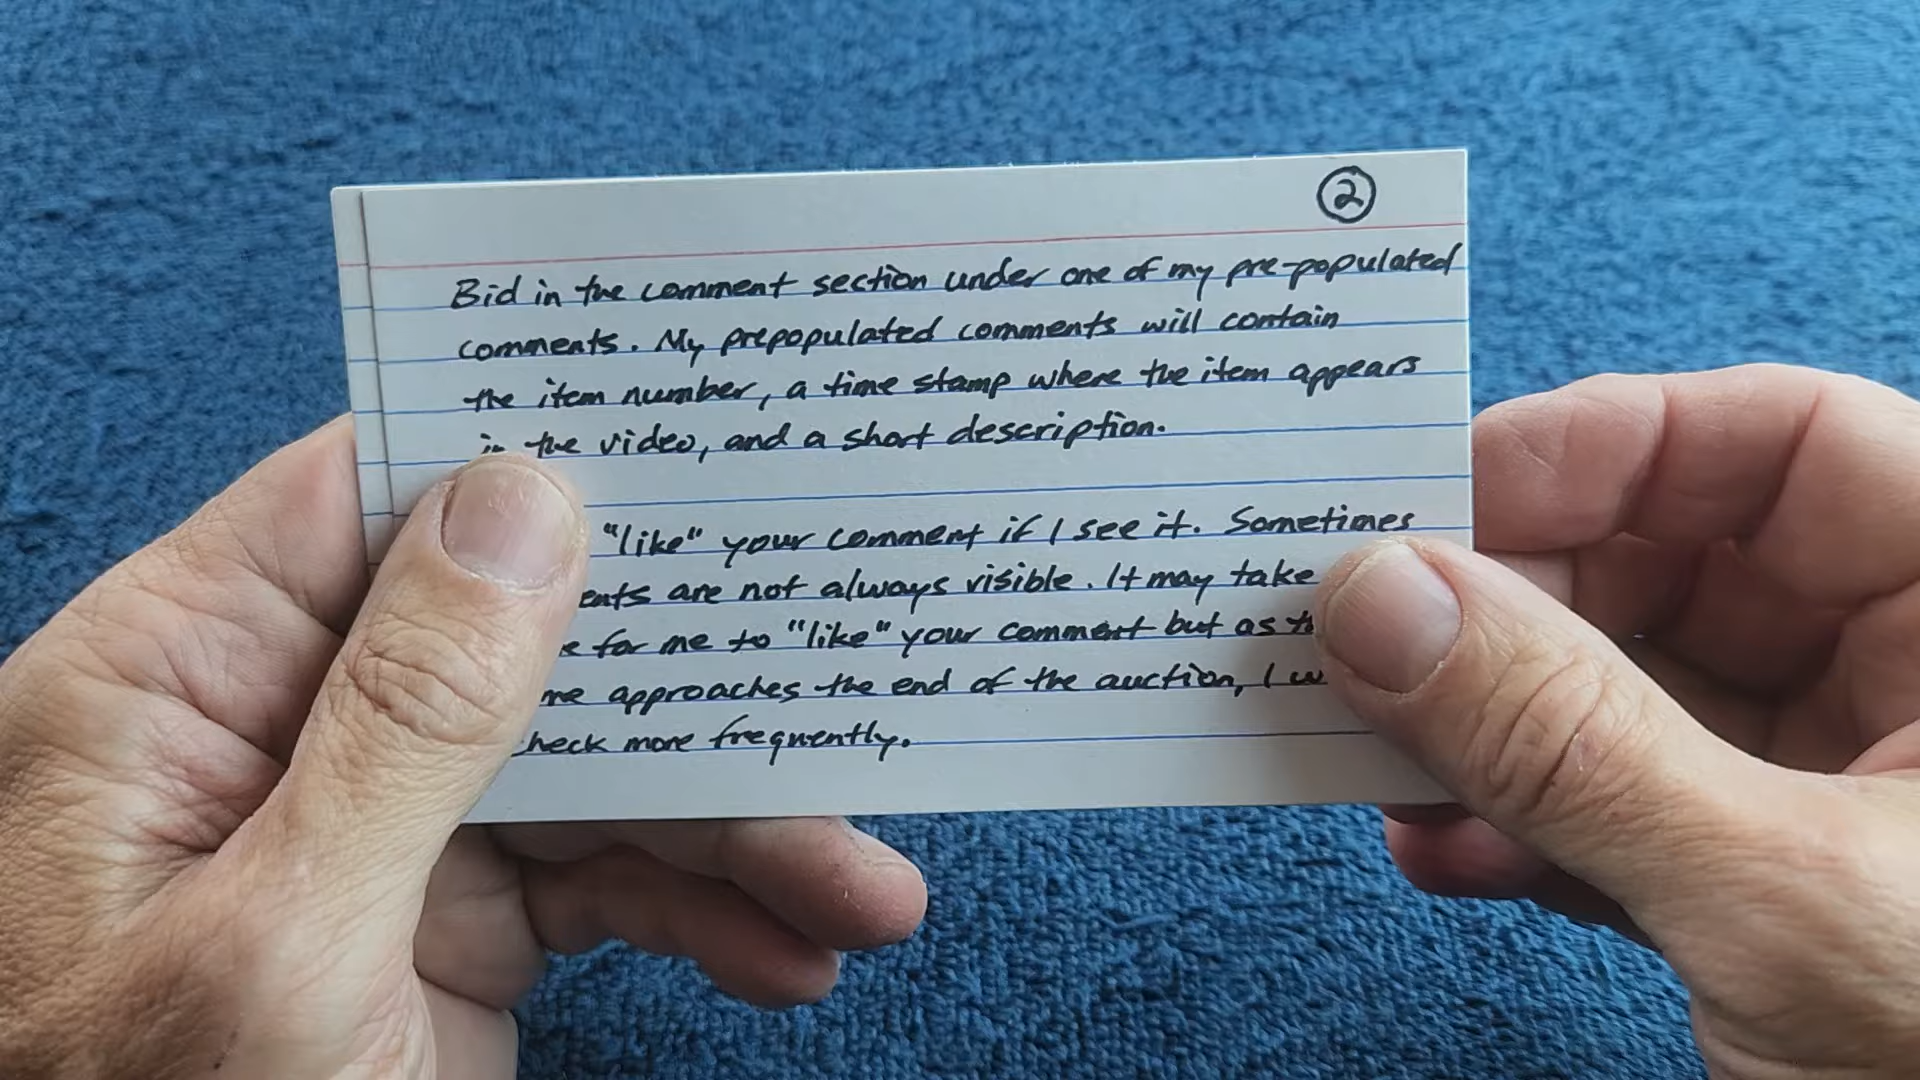 2
Bid in the comment section under one of my pre-populated
comments. My prepopulated comments will contain
the item number, a time stamp where the item appears
in the video, and a short description.
"like" your comment if I see it. Sometimes
are not always visible. It may take
for me to "like" your comment but as
approaches the end of the auction, I
check more frequently.